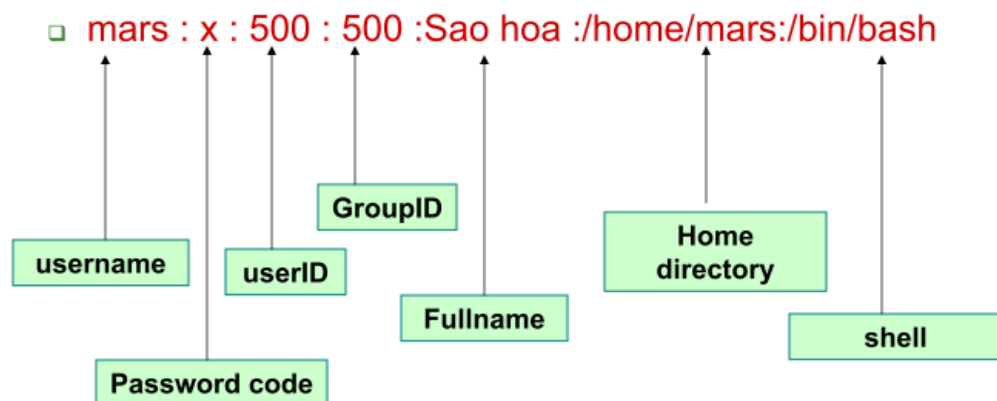 mars : x : 500 : 500 :Sao hoa :/home/mars:/bin/bash
GroupID
username
userID
Home
directory
Fullname
shell
Password code